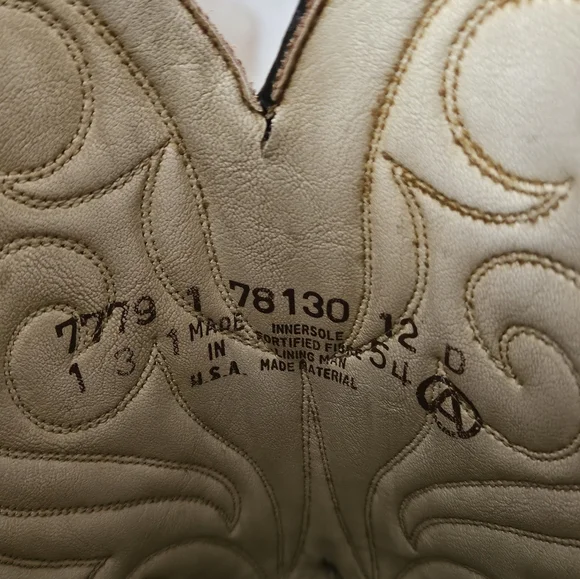 7779 1 78130 12 D
1 3 1 54
MADE
IN
U.S.A.
INNERSOLE
FORTIFIED FIBRE
LINING MAN
MADE MATERIAL